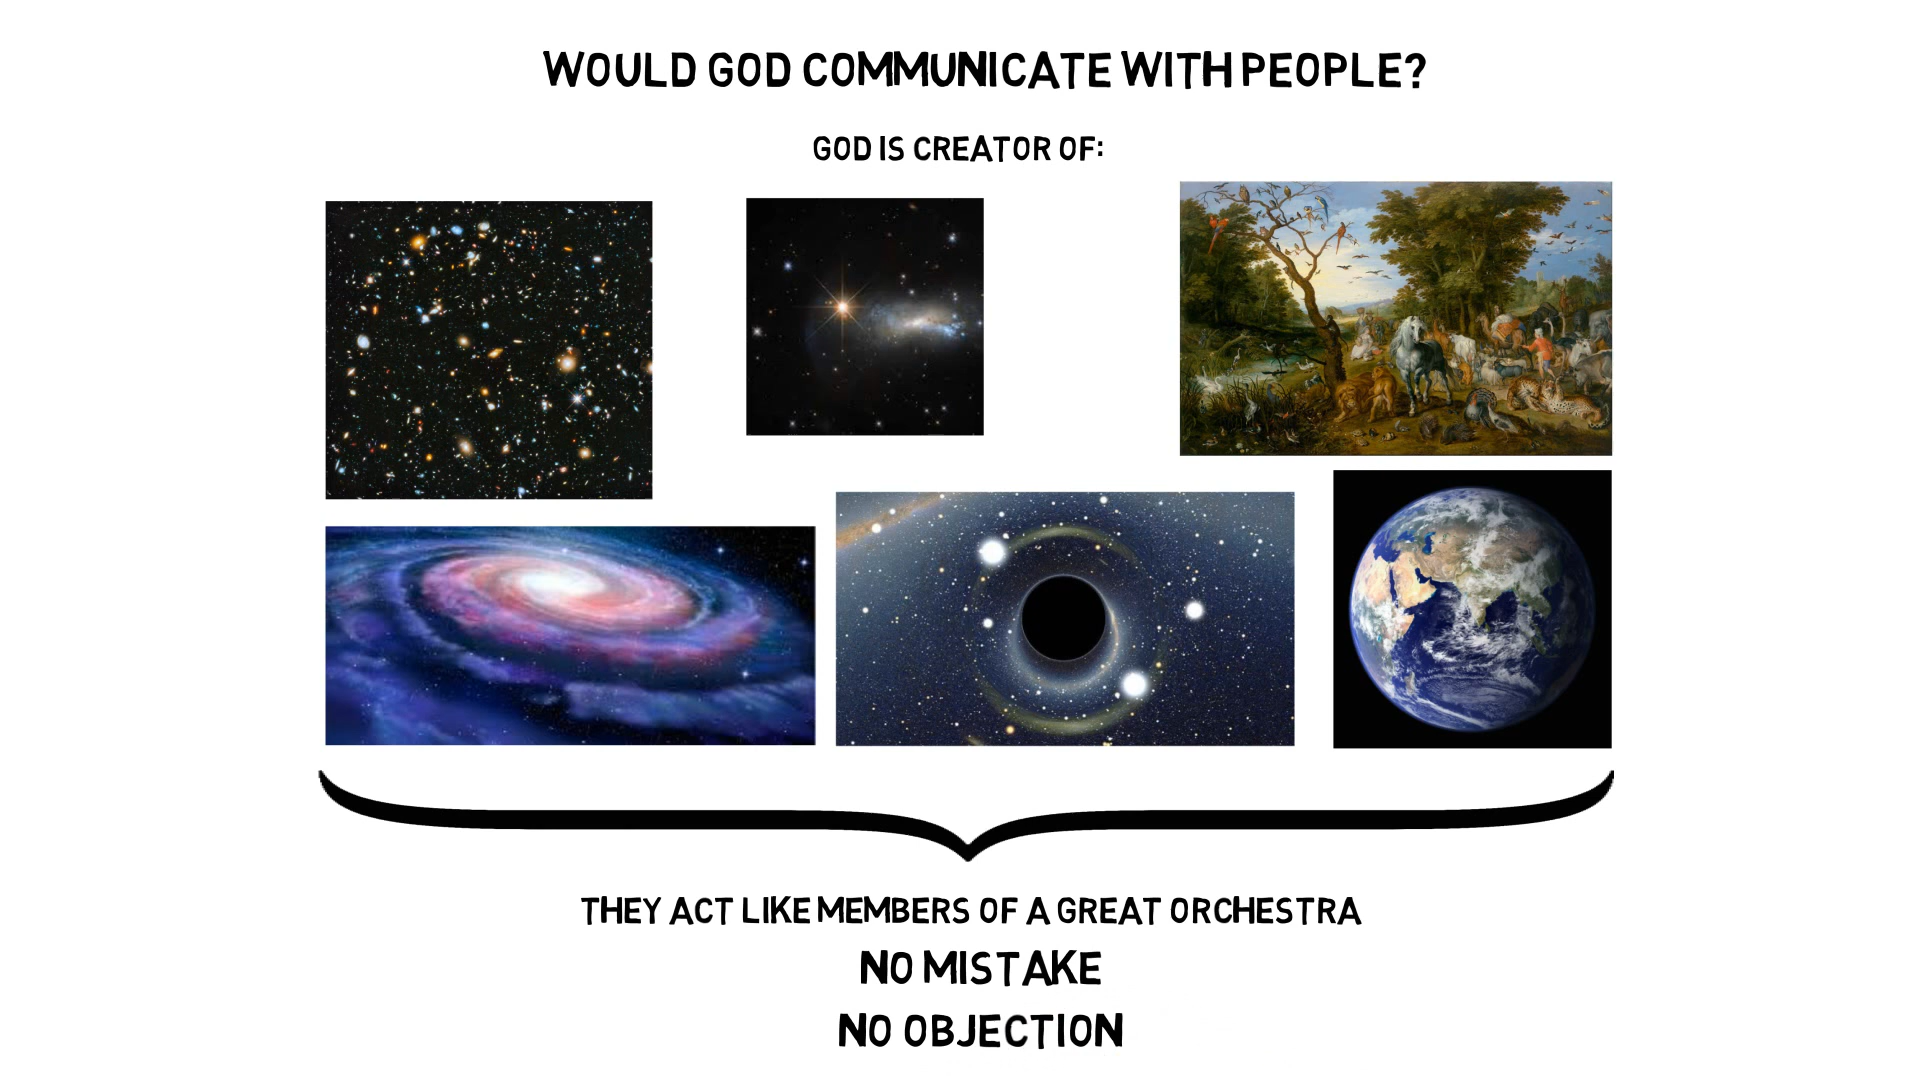 WOULD GOD COMMUNICATE WITH PEOPLE?
GOD IS CREATOR OF:
THEY ACT LIKE MEMBERS OF A GREAT ORCHESTRA
NO MISTAKE
NO OBJECTION